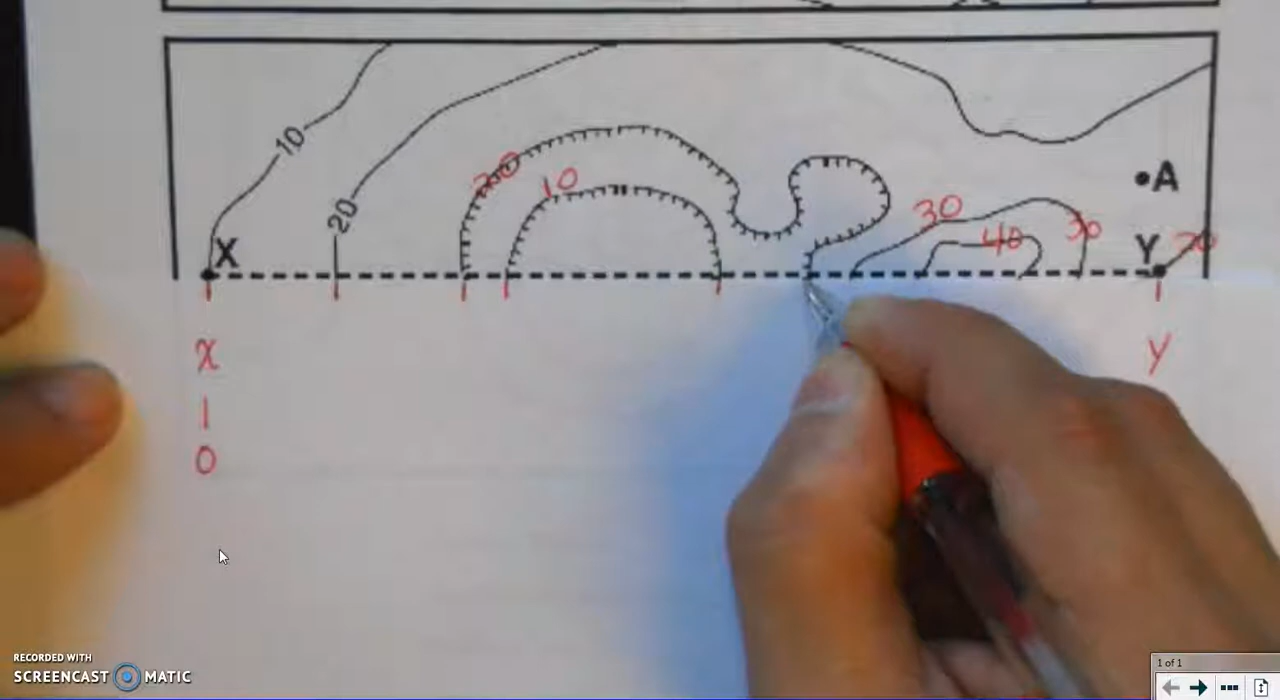 10
20
20
10
X
30
40
30
A
Y
20
x
y
1
0
RECORDED WITH
SCREENCAST MATIC
1 of 1